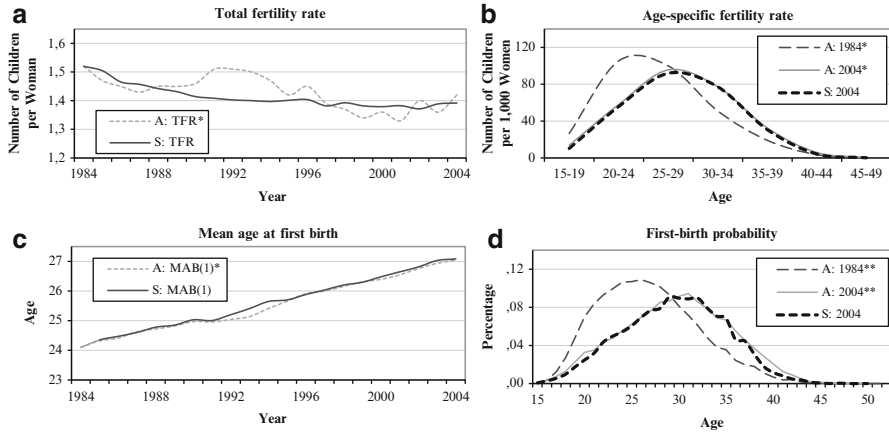 a
Total fertility rate
Number of Children
per Woman
1,6
1,5
1,4
1,3
1,2
A: TFR*
S: TFR
1984
1988
1992
1996
2000
2004
Year
b
Age-specific fertility rate
Number of Children
per 1,000 Women
120
80
40
0
A: 1984*
A: 2004*
S: 2004
15-19
20-24
25-29
30-34
35-39
40-44
45-49
Age
c
Mean age at first birth
Age
27
26
25
24
23
A: MAB(1)*
S: MAB(1)
1984
1988
1992
1996
2000
2004
Year
d
First-birth probability
Percentage
,12
,08
,04
,00
A: 1984**
A: 2004**
S: 2004
15
20
25
30
35
40
45
50
Age